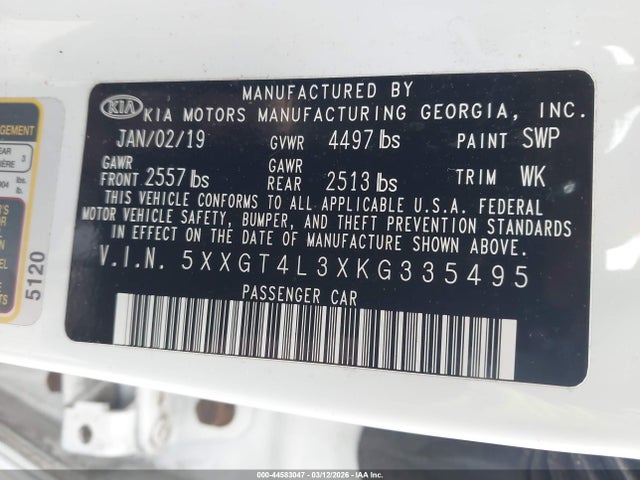 MANUFACTURED BY
KIA KIA MOTORS MANUFACTURING GEORGIA, INC.
JAN/02/19 GVWR 4497 lbs PAINT SWP
GAWR FRONT 2557 lbs GAWR REAR 2513 lbs TRIM WK
THIS VEHICLE CONFORMS TO ALL APPLICABLE U.S.A. FEDERAL
MOTOR VEHICLE SAFETY, BUMPER, AND THEFT PREVENTION STANDARDS
IN EFFECT ON THE DATE OF MANUFACTURE SHOWN ABOVE.
V.I.N. 5XXGT4L3XKG335495
PASSENGER CAR
5120
000-44583047 | 03/12/2026 | IAA Inc.